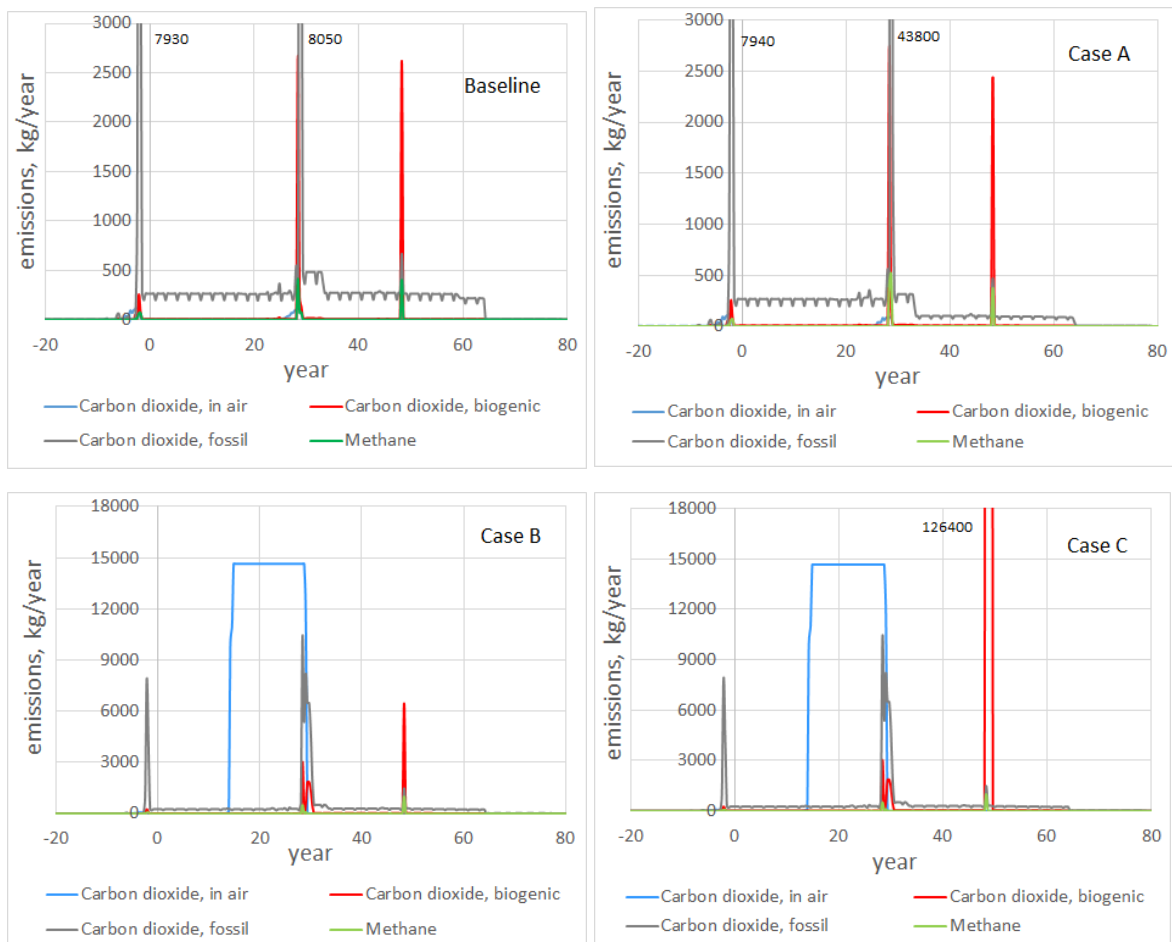 3000
2500
2000
1500
1000
500
0
emissions, kg/year
7930
8050
Baseline
-20 0 20 40 60 80
year
Carbon dioxide, in air Carbon dioxide, biogenic
Carbon dioxide, fossil Methane
3000
2500
2000
1500
1000
500
0
emissions, kg/year
7940
43800
Case A
-20 0 20 40 60 80
year
Carbon dioxide, in air Carbon dioxide, biogenic
Carbon dioxide, fossil Methane
18000
15000
12000
9000
6000
3000
0
emissions, kg/year
Case B
-20 0 20 40 60 80
year
Carbon dioxide, in air Carbon dioxide, biogenic
Carbon dioxide, fossil Methane
18000
15000
12000
9000
6000
3000
0
emissions, kg/year
126400
Case C
-20 0 20 40 60 80
year
Carbon dioxide, in air Carbon dioxide, biogenic
Carbon dioxide, fossil Methane